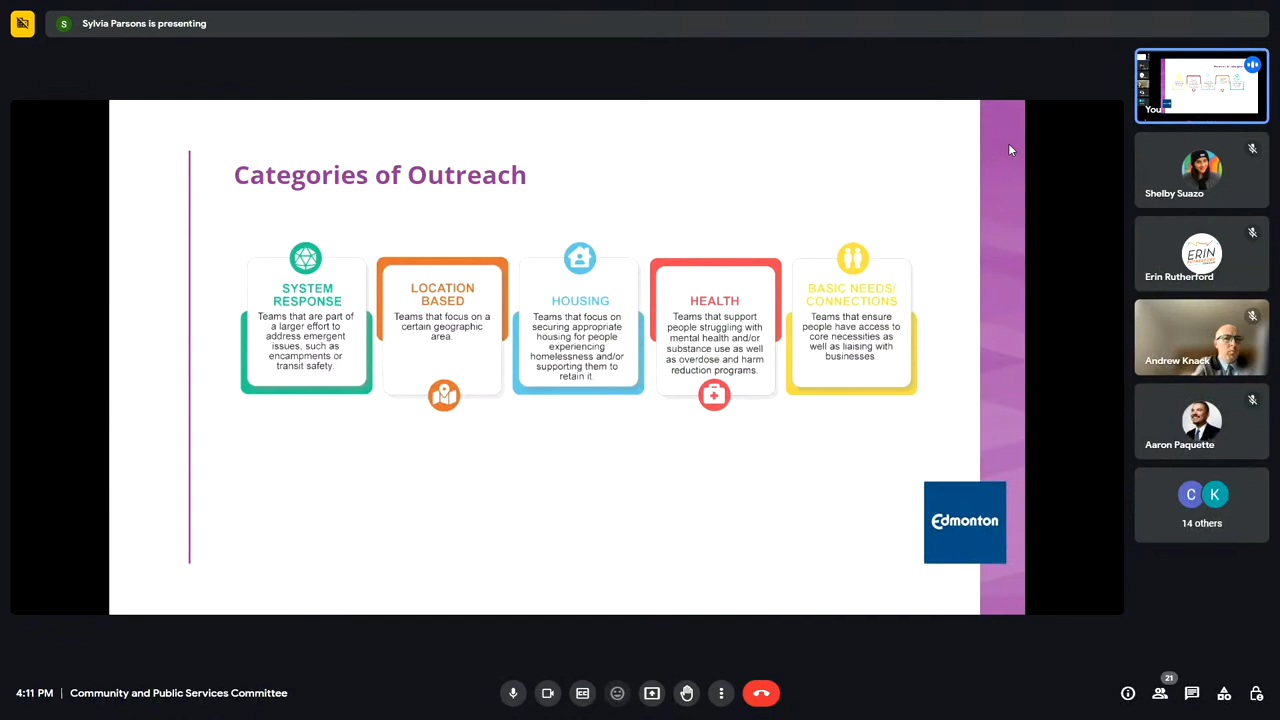 Sylvia Parsons is presenting
S
Categories of Outreach
SYSTEM
RESPONSE
Teams that are part of
a larger effort to
address emergent
issues, such as
encampments or
transit safety.
LOCATION
BASED
Teams that focus on a
certain geographic
area.
HOUSING
Teams that focus on
securing appropriate
housing for people
experiencing
homelessness and/or
supporting them to
retain it.
HEALTH
Teams that support
people struggling with
mental health and/or
substance use as well
as overdose and harm
reduction programs.
BASIC NEEDS/
CONNECTIONS
Teams that ensure
people have access to
core necessities as
well as liaising with
businesses.
Edmonton
You
Shelby Suazo
ERIN
RUTHERFORD
Erin Rutherford
Andrew Knack
Aaron Paquette
C K
14 others
4:11 PM | Community and Public Services Committee
21